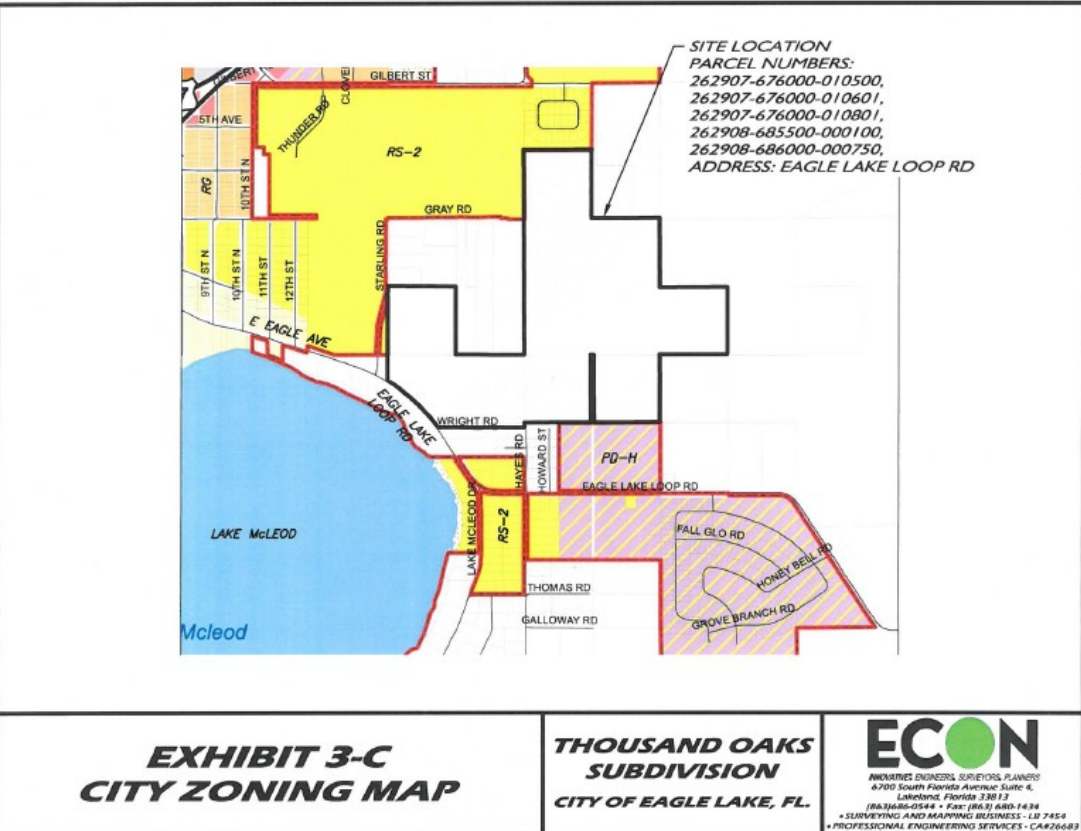 SITE LOCATION
PARCEL NUMBERS:
262907-676000-010500,
262907-676000-010601,
262907-676000-010801,
262908-685500-000100,
262908-686000-000750,
ADDRESS: EAGLE LAKE LOOP RD
GILBERT ST
CLOVE
5TH AVE
THUNDER RD
RS-2
RG
10TH ST N
GRAY RD
STARLING RD
9TH ST N
10TH ST N
11TH ST
12TH ST
E EAGLE AVE
EAGLE LAKE
LOOP RD
WRIGHT RD
HAYES RD
HOWARD ST
PD-H
EAGLE LAKE LOOP RD
LAKE McLEOD
LAKE MCLEOD DR
RS-2
FALL GLO RD
HONEY BELL RD
THOMAS RD
GROVE BRANCH RD
GALLOWAY RD
Mcleod
EXHIBIT 3-C
CITY ZONING MAP
THOUSAND OAKS
SUBDIVISION
CITY OF EAGLE LAKE, FL.
ECON
INNOVATIVE ENGINEERS, SURVEYORS, PLANNERS
6700 South Florida Avenue Suite 4,
Lakeland, Florida 33813
(863)686-0544 • Fax: (863) 680-1434
• SURVEYING AND MAPPING BUSINESS - LB 7454
• PROFESSIONAL ENGINEERING SERVICES - CA#26683